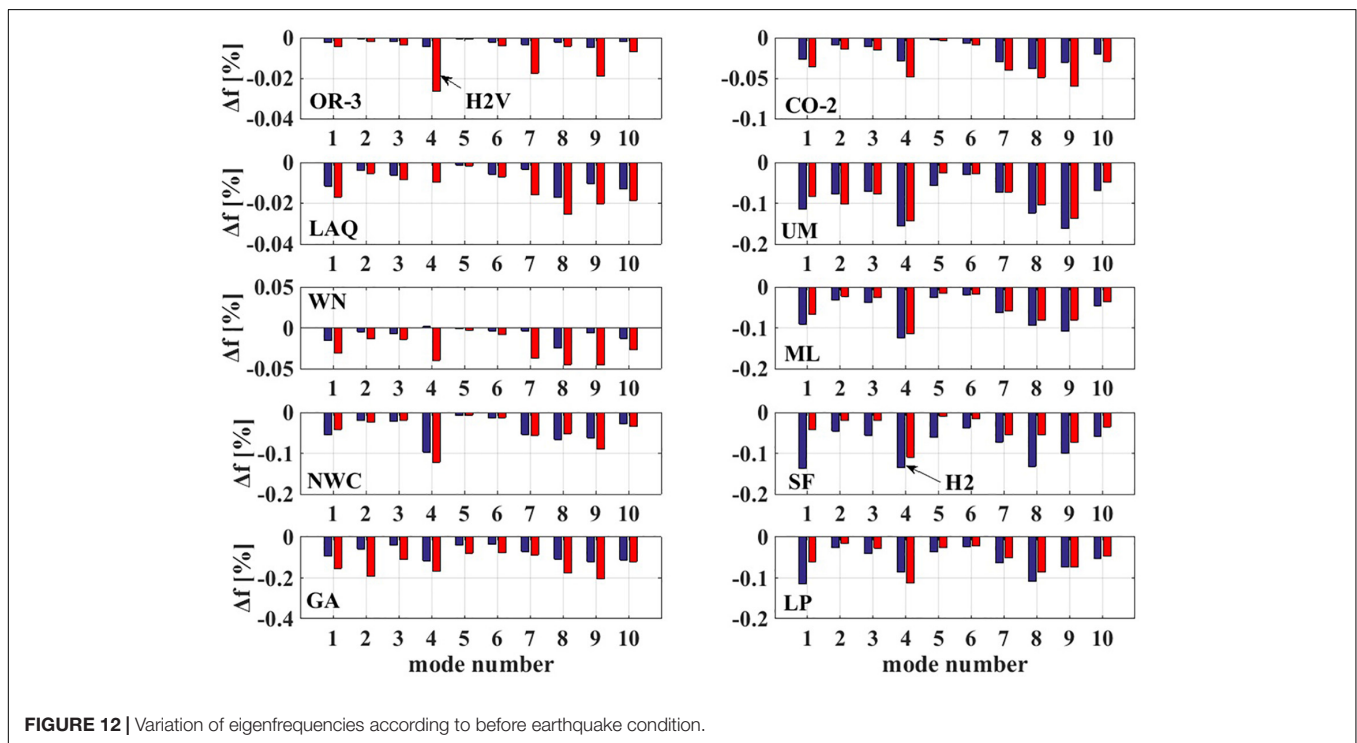 0
-0.02
-0.04
Δf [%]
OR-3
H2V
1 2 3 4 5 6 7 8 9 10
0
-0.05
-0.1
CO-2
1 2 3 4 5 6 7 8 9 10
0
-0.02
-0.04
Δf [%]
LAQ
1 2 3 4 5 6 7 8 9 10
0
-0.1
-0.2
UM
1 2 3 4 5 6 7 8 9 10
0.05
0
-0.05
Δf [%]
WN
1 2 3 4 5 6 7 8 9 10
0
-0.1
-0.2
ML
1 2 3 4 5 6 7 8 9 10
0
-0.1
-0.2
Δf [%]
NWC
1 2 3 4 5 6 7 8 9 10
0
-0.1
-0.2
SF
H2
1 2 3 4 5 6 7 8 9 10
0
-0.2
-0.4
Δf [%]
GA
1 2 3 4 5 6 7 8 9 10
mode number
0
-0.1
-0.2
LP
1 2 3 4 5 6 7 8 9 10
mode number
FIGURE 12 | Variation of eigenfrequencies according to before earthquake condition.